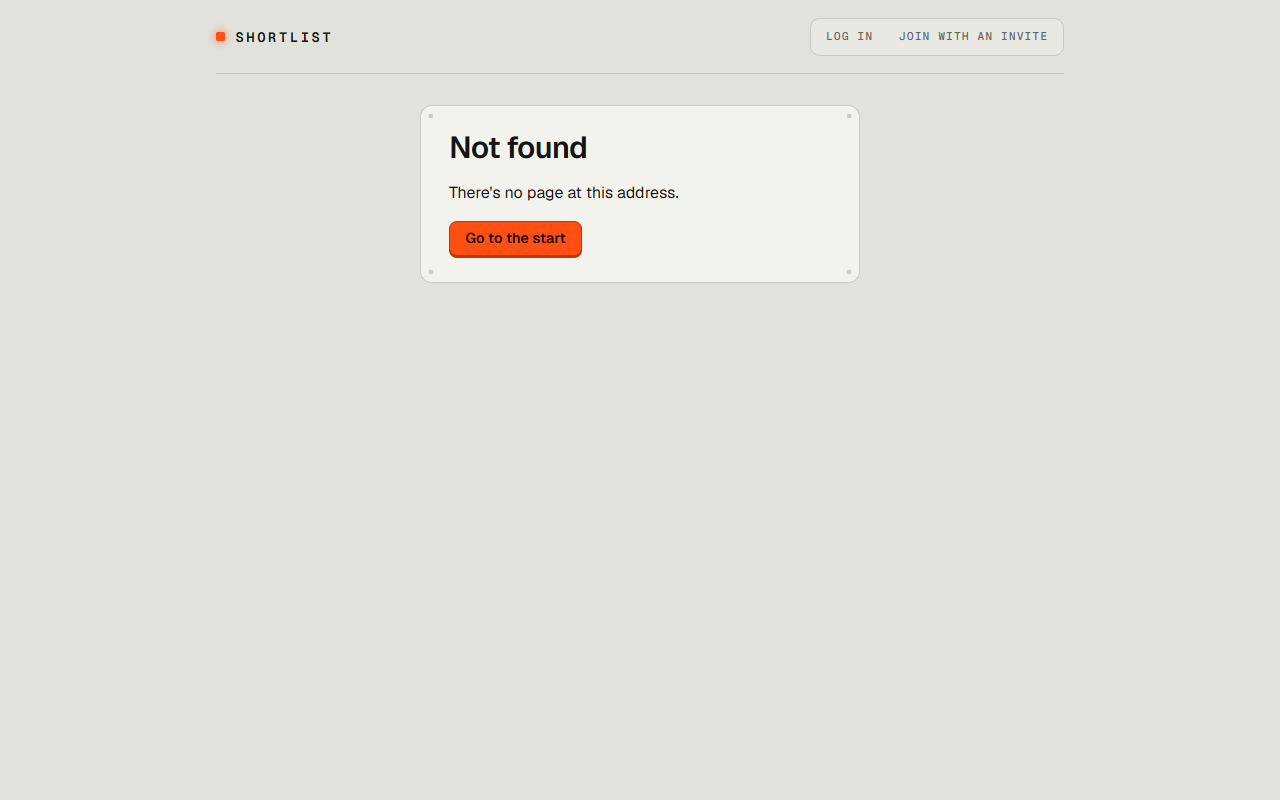 SHORTLIST
LOG IN JOIN WITH AN INVITE
Not found
There's no page at this address.
Go to the start